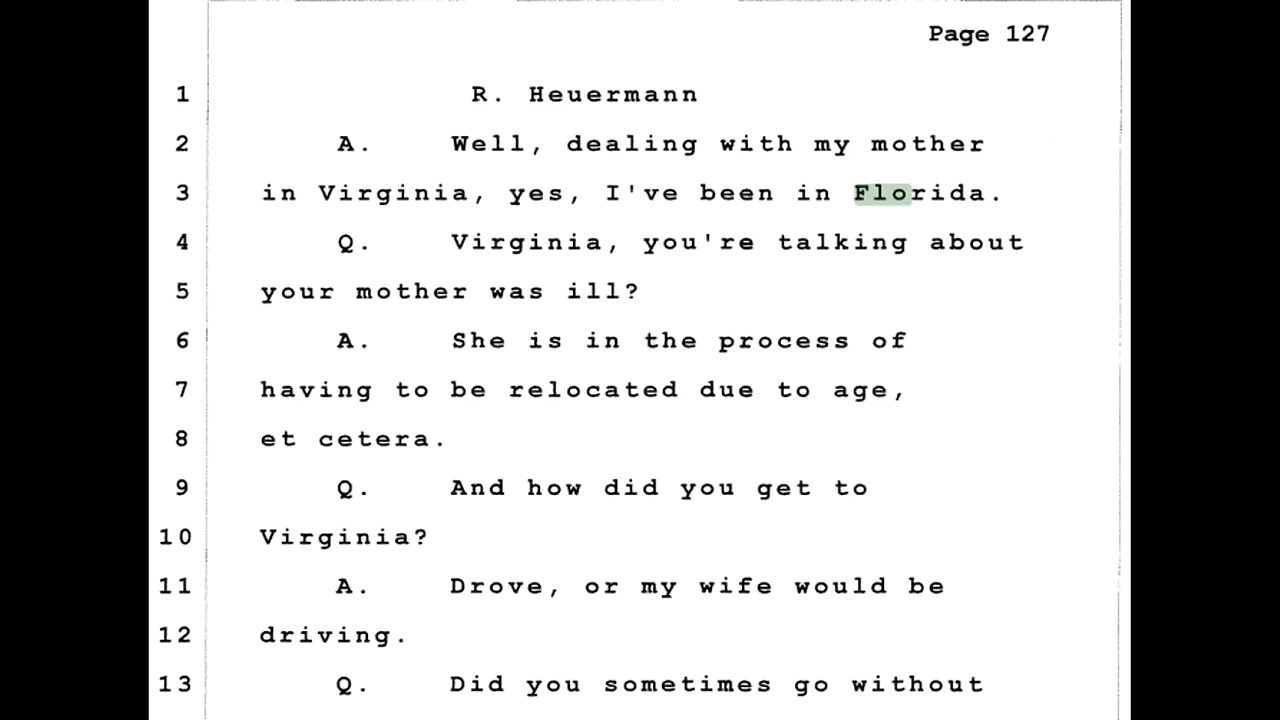 Page 127
1 R. Heuermann
2 A. Well, dealing with my mother
3 in Virginia, yes, I've been in Florida.
4 Q. Virginia, you're talking about
5 your mother was ill?
6 A. She is in the process of
7 having to be relocated due to age,
8 et cetera.
9 Q. And how did you get to
10 Virginia?
11 A. Drove, or my wife would be
12 driving.
13 Q. Did you sometimes go without